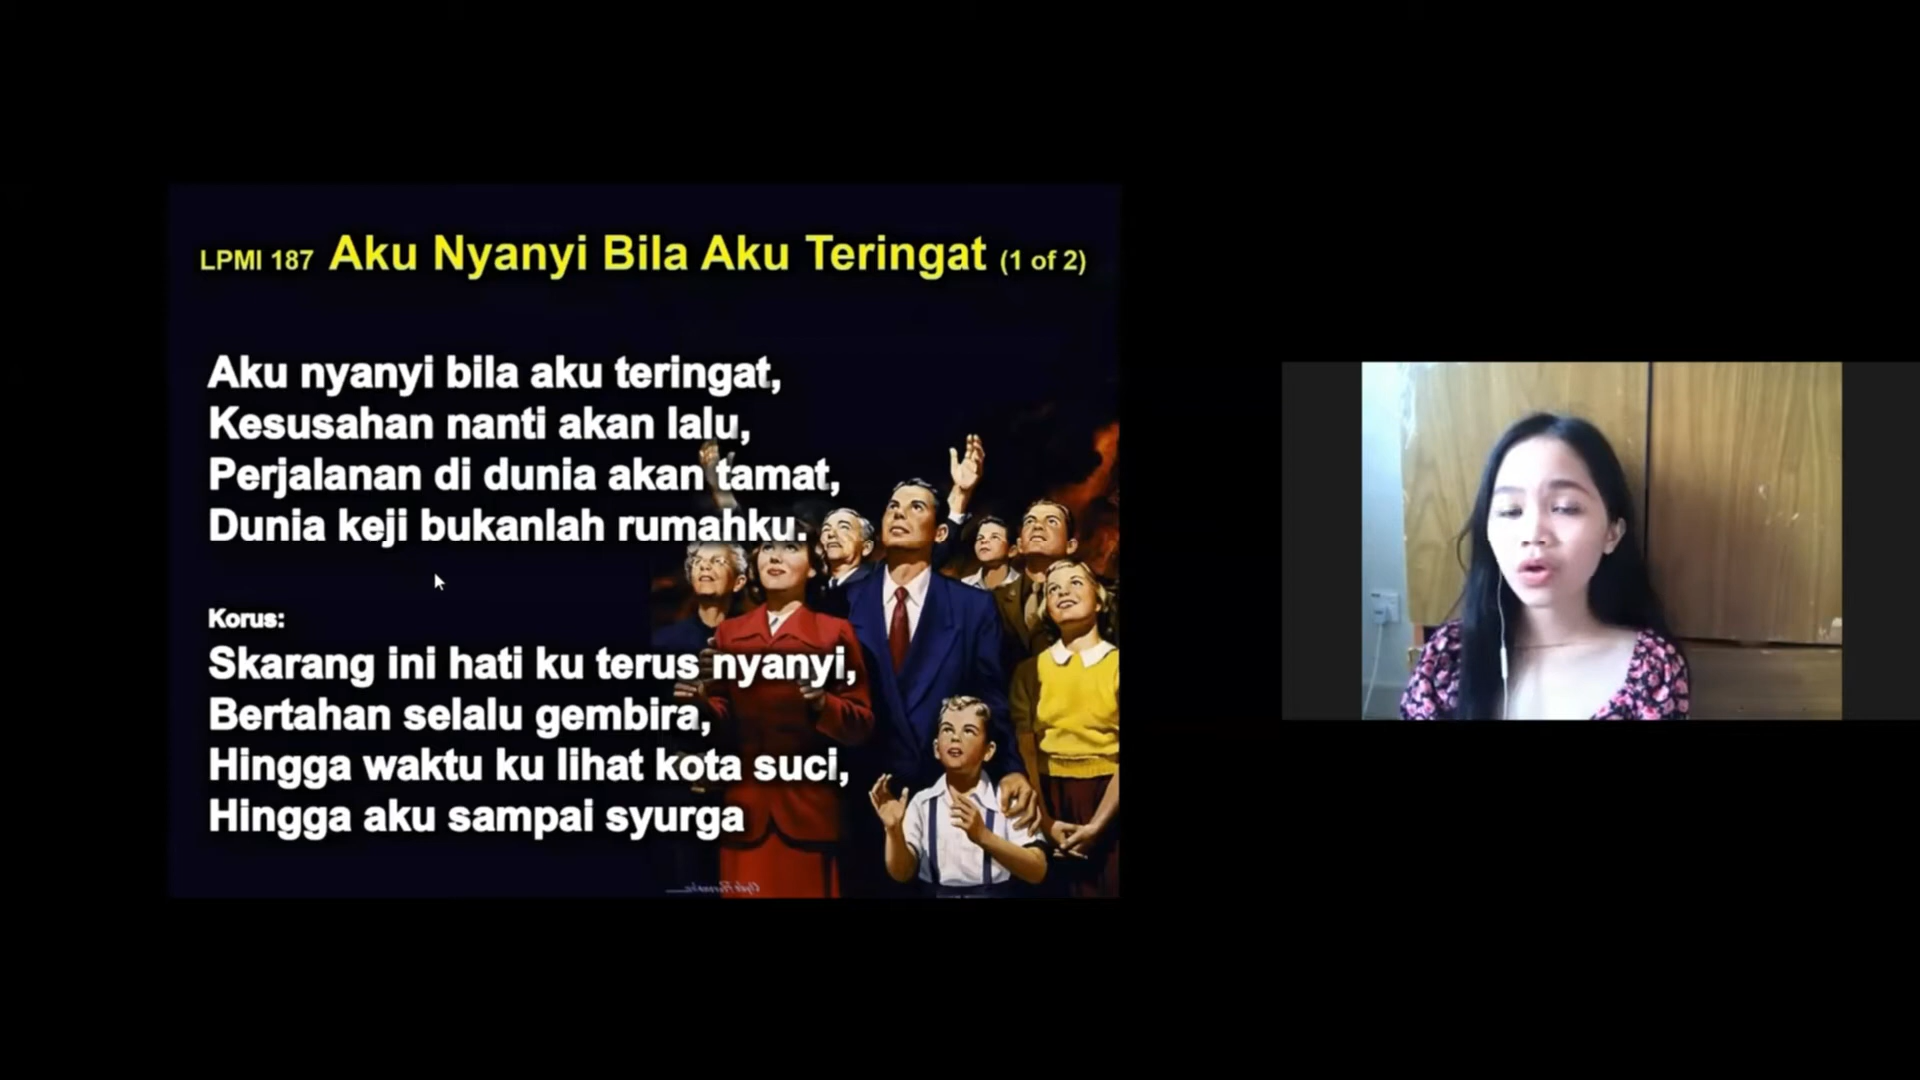 LPMI 187 Aku Nyanyi Bila Aku Teringat (1 of 2)
Aku nyanyi bila aku teringat,
Kesusahan nanti akan lalu,
Perjalanan di dunia akan tamat,
Dunia keji bukanlah rumahku.
Korus:
Skarang ini hati ku terus nyanyi,
Bertahan selalu gembira,
Hingga waktu ku lihat kota suci,
Hingga aku sampai syurga